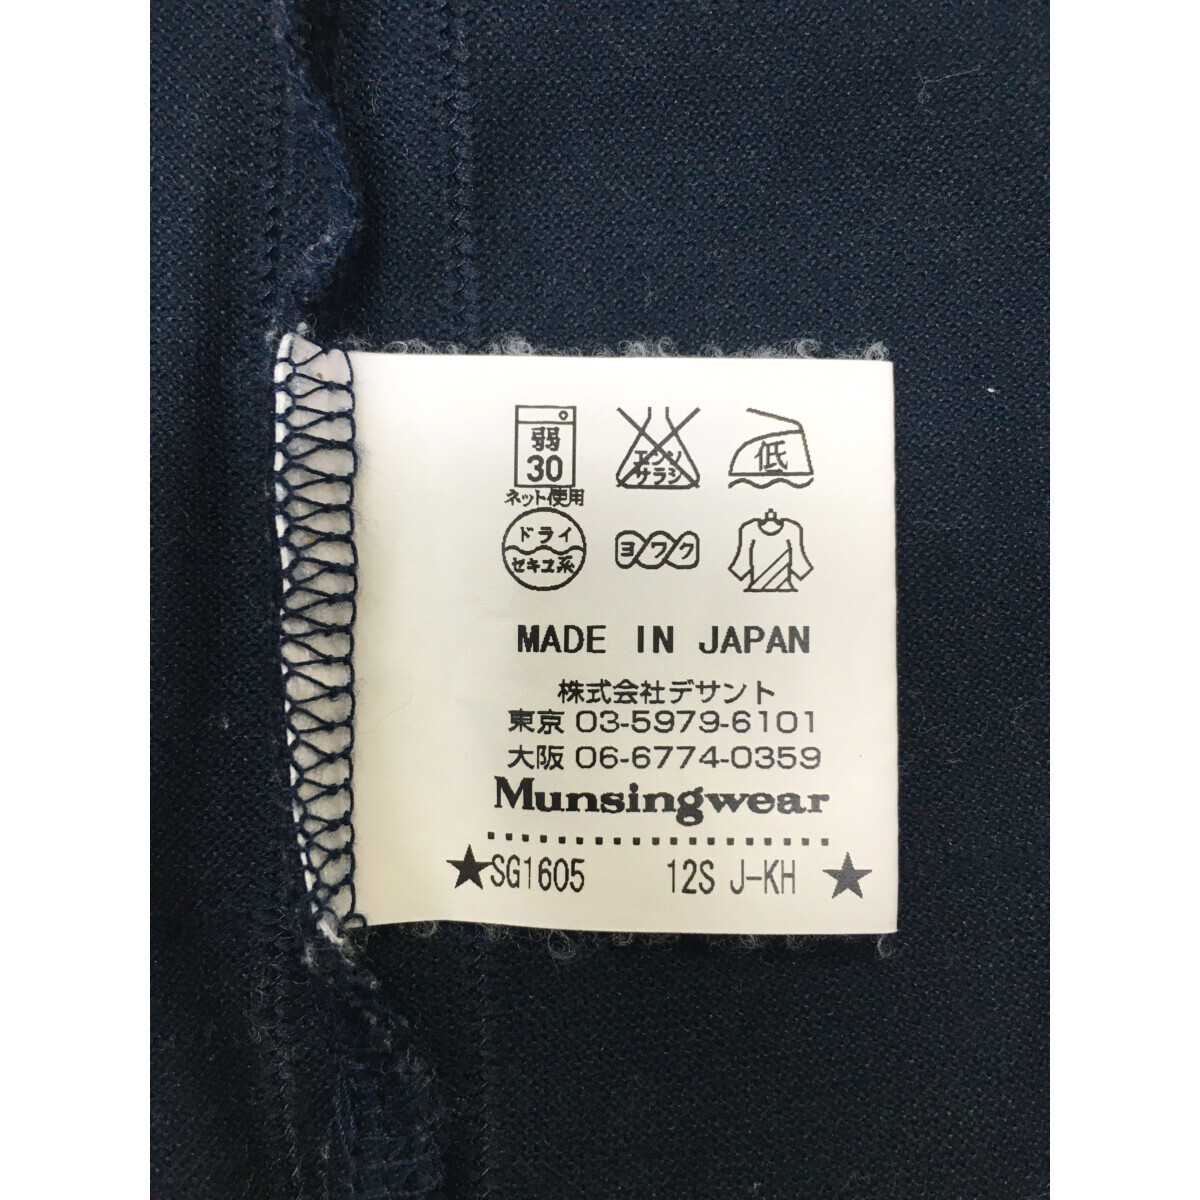 弱
30
ネット使用
エンソ
サラシ
低
ドライ
セキユ系
ヨワク
MADE IN JAPAN
株式会社デサント
東京 03-5979-6101
大阪 06-6774-0359
Munsingwear
★SG1605 12S J-KH ★